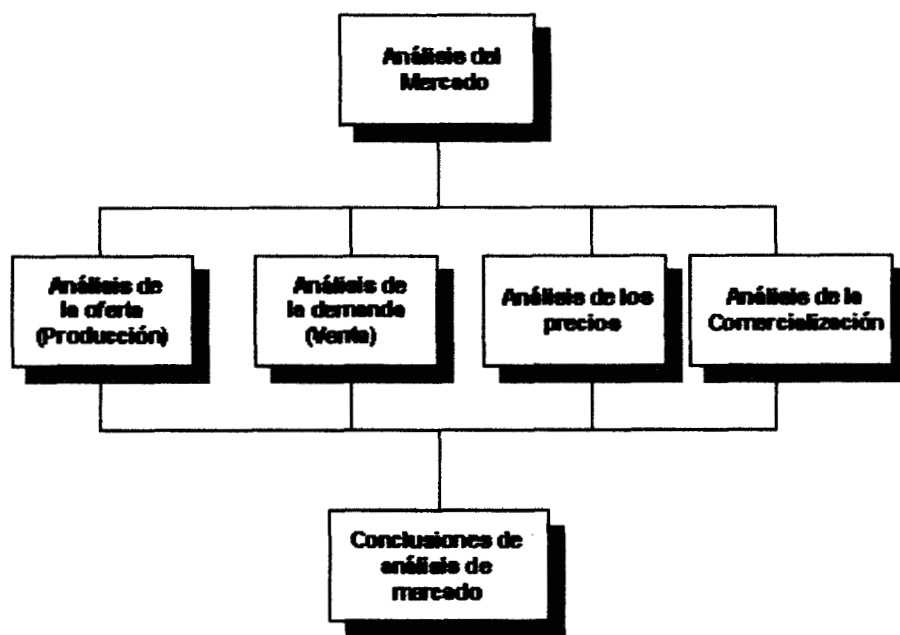 Análisis del
Mercado
Análisis de
la oferta
(Producción)
Análisis de
la demanda
(Venta)
Análisis de los
precios
Análisis de la
Comercialización
Conclusiones de
análisis de
mercado